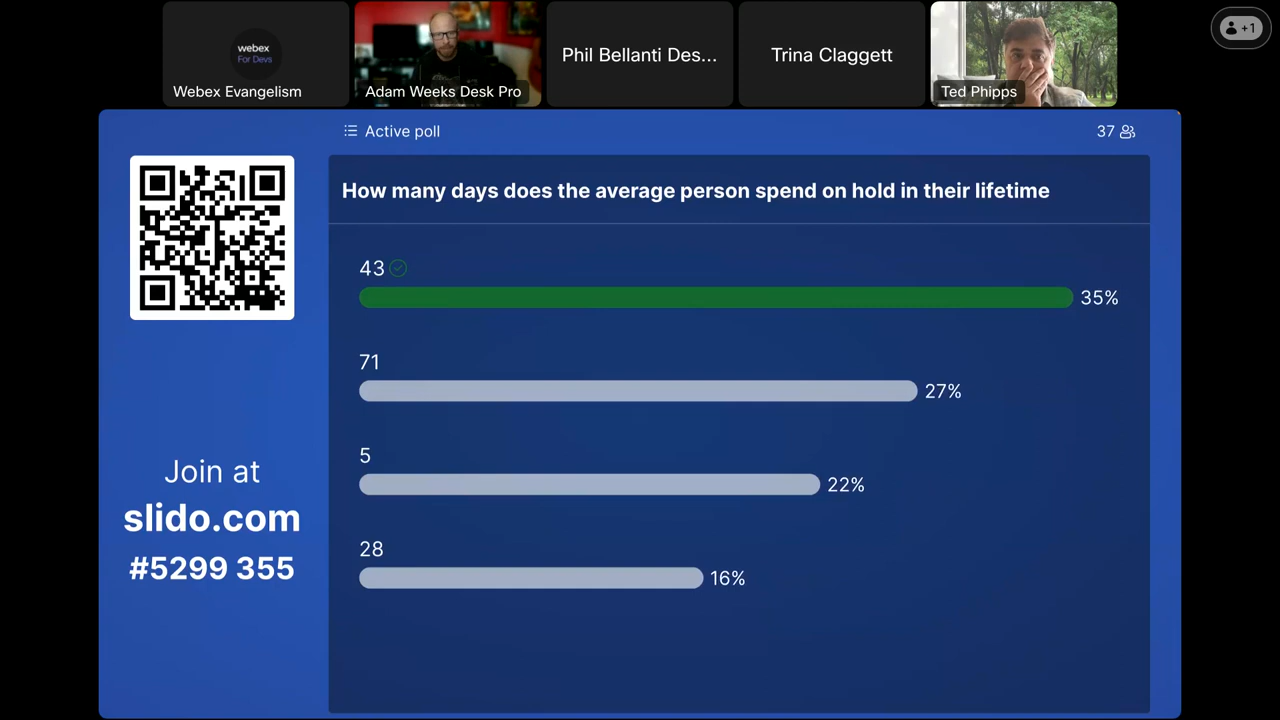 webex
For Devs
Webex Evangelism
Adam Weeks Desk Pro
Phil Bellanti Des...
Trina Claggett
Ted Phipps
+1
Active poll
37
How many days does the average person spend on hold in their lifetime
43
35%
71
27%
5
22%
28
16%
Join at
slido.com
#5299 355